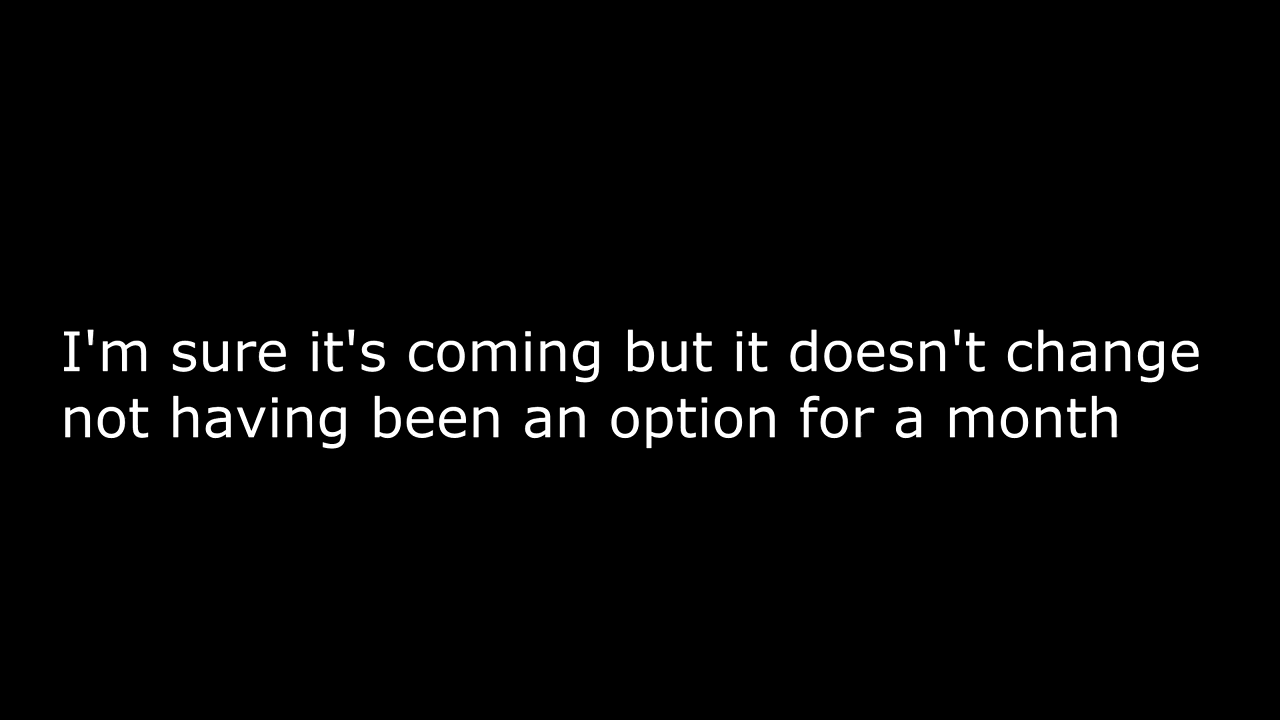 I'm sure it's coming but it doesn't change
not having been an option for a month